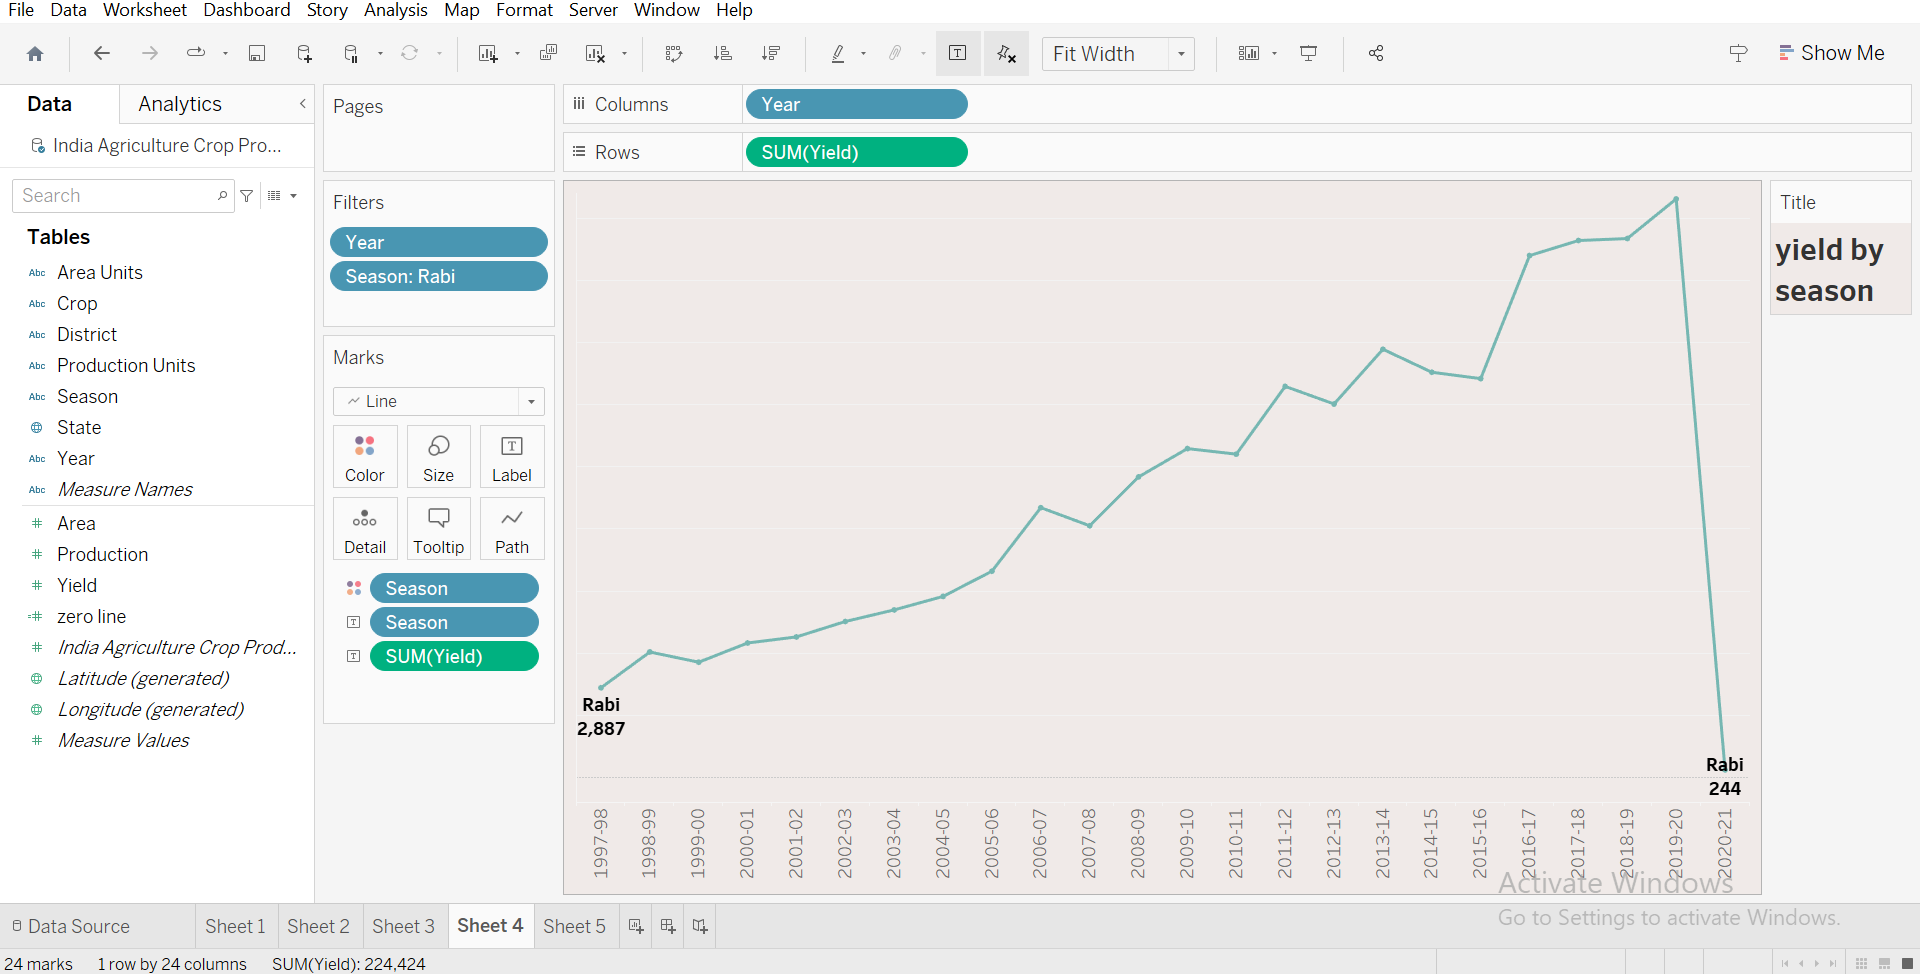 File Data Worksheet Dashboard Story Analysis Map Format Server Window Help
Fit Width
Show Me
Data Analytics
India Agriculture Crop Pro...
Search
Tables
Abc Area Units
Abc Crop
Abc District
Abc Production Units
Abc Season
State
Abc Year
Abc Measure Names
# Area
# Production
# Yield
=# zero line
# India Agriculture Crop Prod...
Latitude (generated)
Longitude (generated)
# Measure Values
Pages
Filters
Year
Season: Rabi
Marks
Line
Color Size T Label
Detail Tooltip Path
Season
T Season
T SUM(Yield)
iii Columns Year
Rows SUM(Yield)
Rabi
2,887
Rabi
244
1997-98
1998-99
1999-00
2000-01
2001-02
2002-03
2003-04
2004-05
2005-06
2006-07
2007-08
2008-09
2009-10
2010-11
2011-12
2012-13
2013-14
2014-15
2015-16
2016-17
2017-18
2018-19
2019-20
2020-21
Title
yield by
season
Activate Windows
Go to Settings to activate Windows.
Data Source Sheet 1 Sheet 2 Sheet 3 Sheet 4 Sheet 5
24 marks 1 row by 24 columns SUM(Yield): 224,424